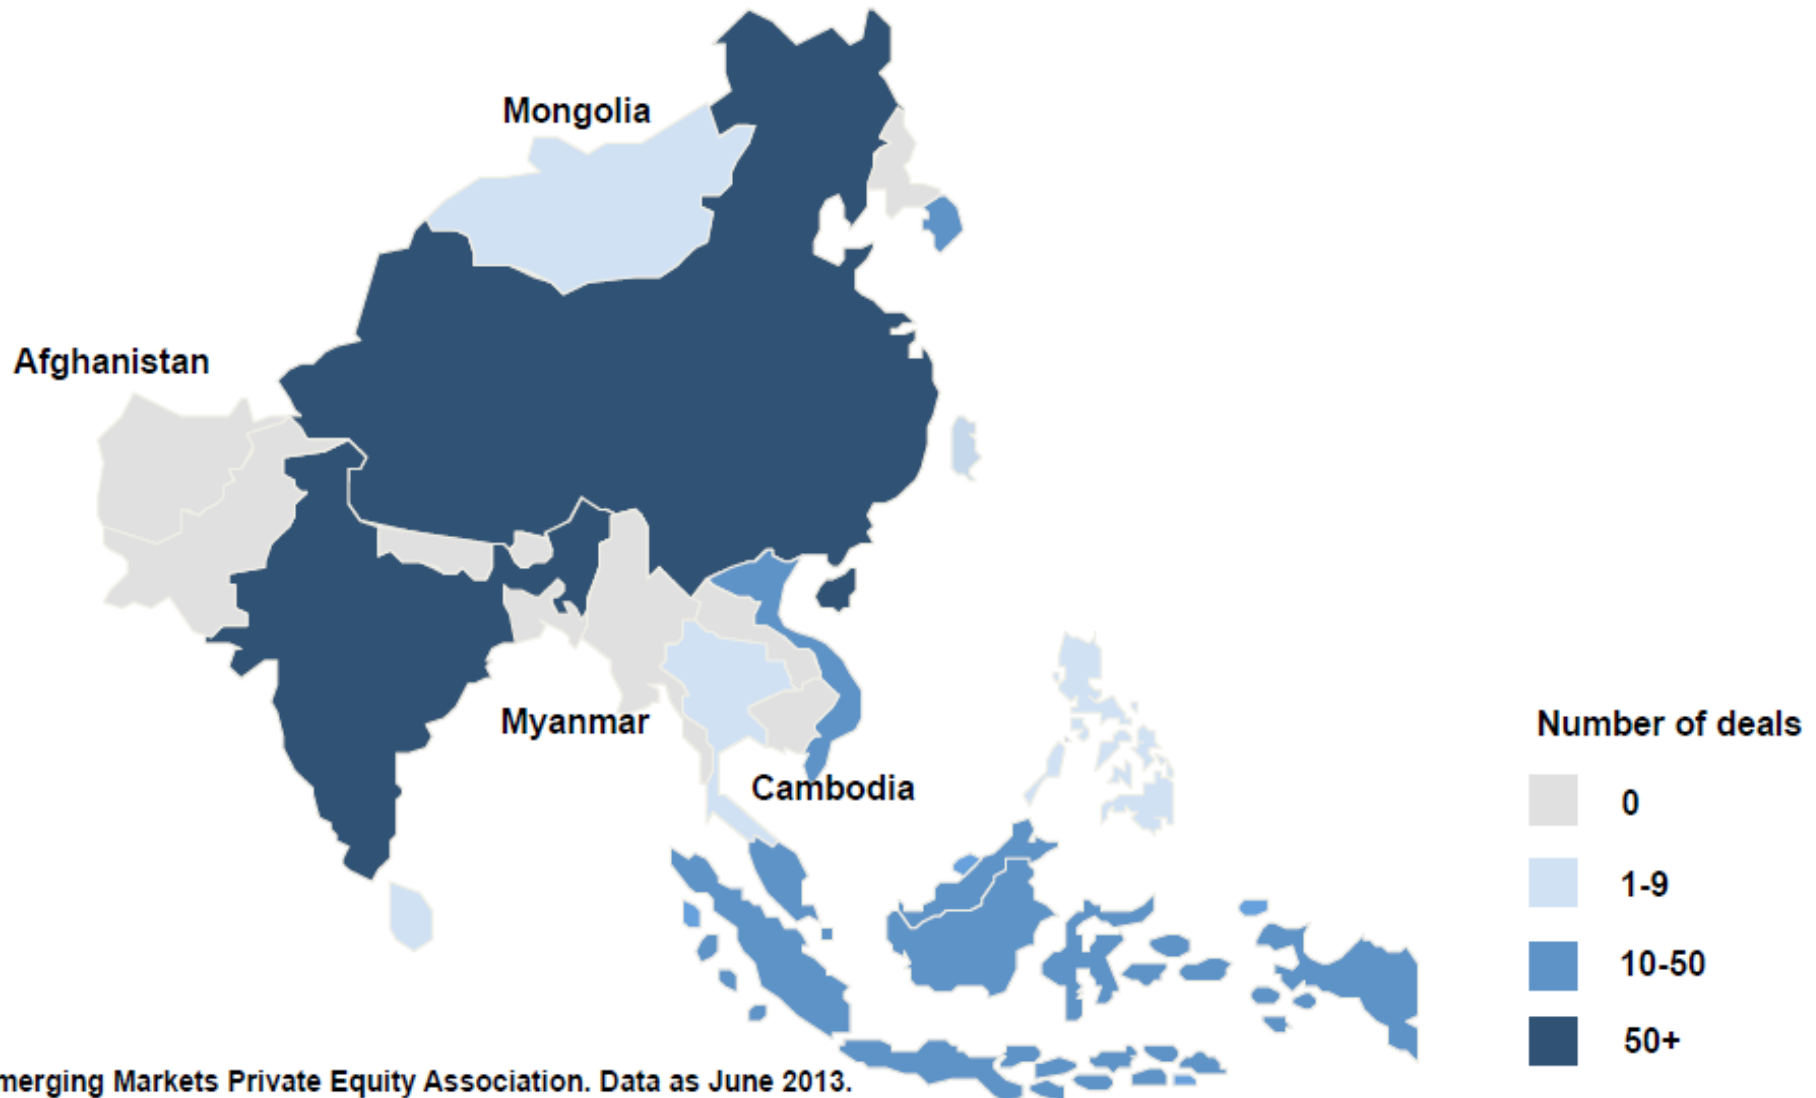 Mongolia
Afghanistan
Myanmar
Cambodia
Number of deals
0
1-9
10-50
50+
merging Markets Private Equity Association. Data as June 2013.